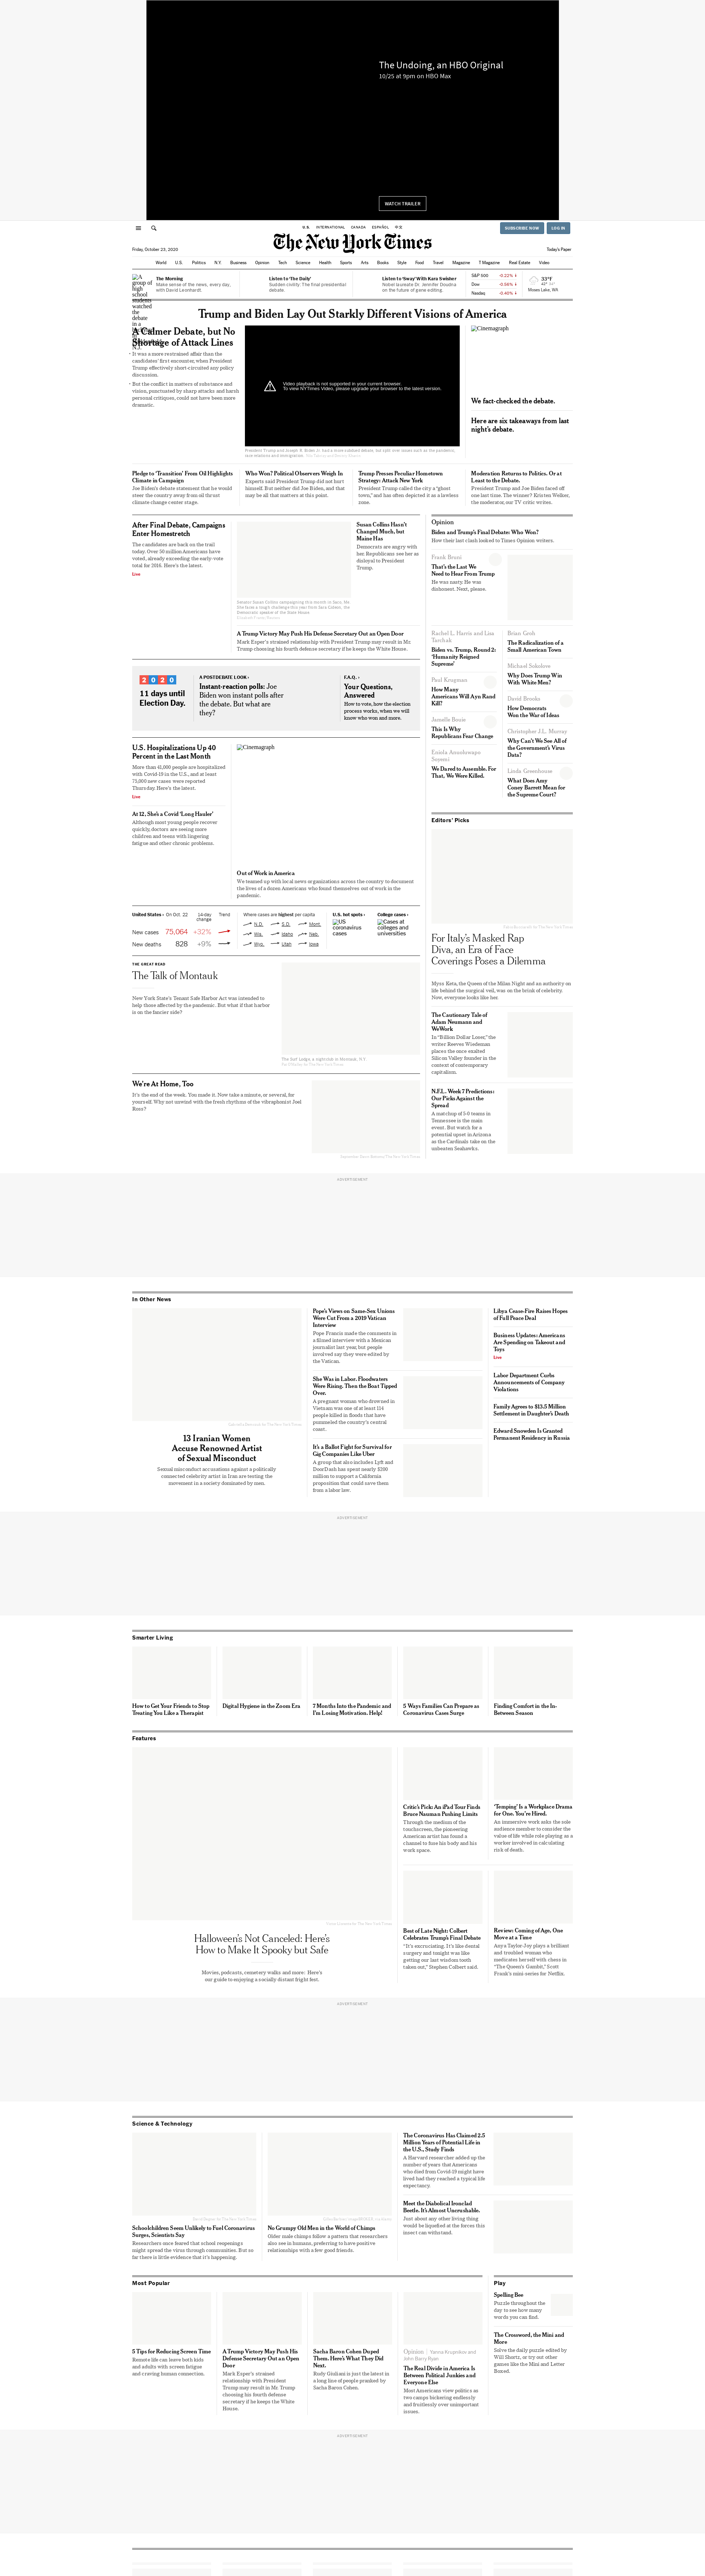 The Undoing, an HBO Original
10/25 at 9pm on HBO Max
WATCH TRAILER
U.S. INTERNATIONAL CANADA ESPAÑOL 中文
SUBSCRIBE NOW LOG IN
The New York Times
Friday, October 23, 2020
Today's Paper
World U.S. Politics N.Y. Business Opinion Tech Science Health Sports Arts Books Style Food Travel Magazine T Magazine Real Estate Video
The Morning
Make sense of the news, every day, with David Leonhardt.
Listen to 'The Daily'
Sudden civility: The final presidential debate.
Listen to 'Sway' With Kara Swisher
Nobel laureate Dr. Jennifer Doudna on the future of gene editing.
S&P 500 -0.22% ↓
Dow -0.58% ↓
Nasdaq -0.40% ↓
33°F
Moses Lake, WA
Trump and Biden Lay Out Starkly Different Visions of America
A Calmer Debate, but No
Shortage of Attack Lines
It was a more restrained affair than the
candidates' first encounter, when President
Trump effectively short-circuited any policy
discussion.
But the conflict in matters of substance and
vision, punctuated by sharp attacks and harsh
personal critiques, could not have been more
dramatic.
Video playback is not supported in your current browser.
To view NYTimes Video, please upgrade your browser to the latest version.
Cinemagraph
We fact-checked the debate.
Here are six takeaways from last
night's debate.
Pledge to 'Transition' From Oil Highlights
Climate in Campaign
Joe Biden's debate statement that he would
steer the country away from oil thrust
climate change center stage.
Who Won? Political Observers Weigh In
Experts said President Trump did not hurt
himself. But neither did Joe Biden, and that
may be all that matters at this point.
Trump Presses Peculiar Hometown
Strategy: Attack New York
President Trump called the city a "ghost
town," and has often depicted it as a lawless
zone.
Moderation Returns to Politics. Or at
Least to the Debate.
President Trump and Joe Biden faced off
one last time. The winner? Kristen Welker,
the moderator, our TV critic writes.
After Final Debate, Campaigns
Enter Homestretch
The candidates are back on the trail
today. Over 50 million Americans have
voted, already exceeding the early-vote
total for 2016. Here's the latest.
Live
Susan Collins Hasn't
Changed Much, but
Maine Has
Democrats are angry with
her. Republicans see her as
disloyal to President
Trump.
A Trump Victory May Push His Defense Secretary Out an Open Door
Mark Esper's strained relationship with President Trump may result in Mr.
Trump choosing his fourth defense secretary if he keeps the White House.
2020
11 days until
Election Day.
A POSTDEBATE LOOK ›
Instant-reaction polls: Joe
Biden won instant polls after
the debate. But what are
they?
F.A.Q. ›
Your Questions,
Answered
How to vote, how the election
process works, when we will
know who won and more.
U.S. Hospitalizations Up 40
Percent in the Last Month
More than 41,000 people are hospitalized
with Covid-19 in the U.S., and at least
75,000 new cases were reported
Thursday. Here's the latest.
Live
At 12, She's a Covid 'Long Hauler'
Although most young people recover
quickly, doctors are seeing more
children and teens with lingering
fatigue and other chronic problems.
Cinemagraph
Out of Work in America
We teamed up with local news organizations across the country to document
the lives of a dozen Americans who found themselves out of work in the
pandemic.
United States › On Oct. 22 14-day change Trend
New cases 75,064 +32%
New deaths 828 +9%
Where cases are highest per capita
N.D. S.D. Mont.
Wis. Idaho Neb.
Wyo. Utah Iowa
U.S. hot spots ›
US coronavirus cases
College cases ›
Cases at colleges and universities
THE GREAT READ
The Talk of Montauk
New York State's Tenant Safe Harbor Act was intended to
help those affected by the pandemic. But what if that harbor
is on the fancier side?
The Surf Lodge, a nightclub in Montauk, N.Y.
We're At Home, Too
It's the end of the week. You made it. Now take a minute, or several, for
yourself. Why not unwind with the fresh rhythms of the vibraphonist Joel
Ross?
Opinion
Biden and Trump's Final Debate: Who Won?
How their last clash looked to Times Opinion writers.
Frank Bruni
That's the Last We
Need to Hear From Trump
He was nasty. He was
dishonest. Next, please.
Rachel L. Harris and Lisa
Tarchak
Biden vs. Trump, Round 2:
'Humanity Reigned
Supreme'
Paul Krugman
How Many
Americans Will Ayn Rand
Kill?
Jamelle Bouie
This Is Why
Republicans Fear Change
Eniola Anuoluwapo
Soyemi
We Dared to Assemble. For
That, We Were Killed.
Brian Groh
The Radicalization of a
Small American Town
Michael Sokolove
Why Does Trump Win
With White Men?
David Brooks
How Democrats
Won the War of Ideas
Christopher J.L. Murray
Why Can't We See All of
the Government's Virus
Data?
Linda Greenhouse
What Does Amy
Coney Barrett Mean for
the Supreme Court?
Editors' Picks
For Italy's Masked Rap
Diva, an Era of Face
Coverings Poses a Dilemma
Myss Keta, the Queen of the Milan Night and an authority on
life behind the surgical veil, was on the brink of celebrity.
Now, everyone looks like her.
The Cautionary Tale of
Adam Neumann and
WeWork
In "Billion Dollar Loser," the
writer Reeves Wiedeman
places the once exalted
Silicon Valley founder in the
context of contemporary
capitalism.
N.F.L. Week 7 Predictions:
Our Picks Against the
Spread
A matchup of 5-0 teams in
Tennessee is the main
event. But watch for a
potential upset in Arizona
as the Cardinals take on the
unbeaten Seahawks.
ADVERTISEMENT
In Other News
13 Iranian Women
Accuse Renowned Artist
of Sexual Misconduct
Sexual misconduct accusations against a politically
connected celebrity artist in Iran are testing the
movement in a society dominated by men.
Pope's Views on Same-Sex Unions
Were Cut From a 2019 Vatican
Interview
Pope Francis made the comments in
a filmed interview with a Mexican
journalist last year, but people
involved say they were edited by
the Vatican.
She Was in Labor. Floodwaters
Were Rising. Then the Boat Tipped
Over.
A pregnant woman who drowned in
Vietnam was one of at least 114
people killed in floods that have
pummeled the country's central
coast.
It's a Ballot Fight for Survival for
Gig Companies Like Uber
A group that also includes Lyft and
DoorDash has spent nearly $200
million to support a California
proposition that could save them
from a labor law.
Libya Cease-Fire Raises Hopes
of Full Peace Deal
Business Updates: Americans
Are Spending on Takeout and
Toys
Live
Labor Department Curbs
Announcements of Company
Violations
Family Agrees to $13.5 Million
Settlement in Daughter's Death
Edward Snowden Is Granted
Permanent Residency in Russia
ADVERTISEMENT
Smarter Living
How to Get Your Friends to Stop
Treating You Like a Therapist
Digital Hygiene in the Zoom Era
7 Months Into the Pandemic and
I'm Losing Motivation. Help!
5 Ways Families Can Prepare as
Coronavirus Cases Surge
Finding Comfort in the In-
Between Season
Features
Halloween's Not Canceled: Here's
How to Make It Spooky but Safe
Movies, podcasts, cemetery walks and more: Here's
our guide to enjoying a socially distant fright fest.
Critic's Pick: An iPad Tour Finds
Bruce Nauman Pushing Limits
Through the medium of the
touchscreen, the pioneering
American artist has found a
channel to fuse his body and his
work space.
'Temping' Is a Workplace Drama
for One. You're Hired.
An immersive work asks the sole
audience member to consider the
value of life while role playing as a
worker involved in calculating
risk of death.
Best of Late Night: Colbert
Celebrates Trump's Final Debate
"It's excruciating. It's like dental
surgery and tonight was like
getting our last wisdom teeth
taken out," Stephen Colbert said.
Review: Coming of Age, One
Move at a Time
Anya Taylor-Joy plays a brilliant
and troubled woman who
medicates herself with chess in
"The Queen's Gambit," Scott
Frank's mini-series for Netflix.
ADVERTISEMENT
Science & Technology
Schoolchildren Seem Unlikely to Fuel Coronavirus
Surges, Scientists Say
Researchers once feared that school reopenings
might spread the virus through communities. But so
far there is little evidence that it's happening.
No Grumpy Old Men in the World of Chimps
Older male chimps follow a pattern that researchers
also see in humans, preferring to have positive
relationships with a few good friends.
The Coronavirus Has Claimed 2.5
Million Years of Potential Life in
the U.S., Study Finds
A Harvard researcher added up the
number of years that Americans
who died from Covid-19 might have
lived had they reached a typical life
expectancy.
Meet the Diabolical Ironclad
Beetle. It's Almost Uncrushable.
Just about any other living thing
would be liquefied at the forces this
insect can withstand.
Most Popular
5 Tips for Reducing Screen Time
Remote life can leave both kids
and adults with screen fatigue
and craving human connection.
A Trump Victory May Push His
Defense Secretary Out an Open
Door
Mark Esper's strained
relationship with President
Trump may result in Mr. Trump
choosing his fourth defense
secretary if he keeps the White
House.
Sacha Baron Cohen Duped
Them. Here's What They Did
Next.
Rudy Giuliani is just the latest in
a long line of people pranked by
Sacha Baron Cohen.
Opinion | Yanna Krupnikov and
John Barry Ryan
The Real Divide in America Is
Between Political Junkies and
Everyone Else
Most Americans view politics as
two camps bickering endlessly
and fruitlessly over unimportant
issues.
Play
Spelling Bee
Puzzle throughout the
day to see how many
words you can find.
The Crossword, the Mini and
More
Solve the daily puzzle edited by
Will Shortz, or try out other
games like the Mini and Letter
Boxed.
ADVERTISEMENT